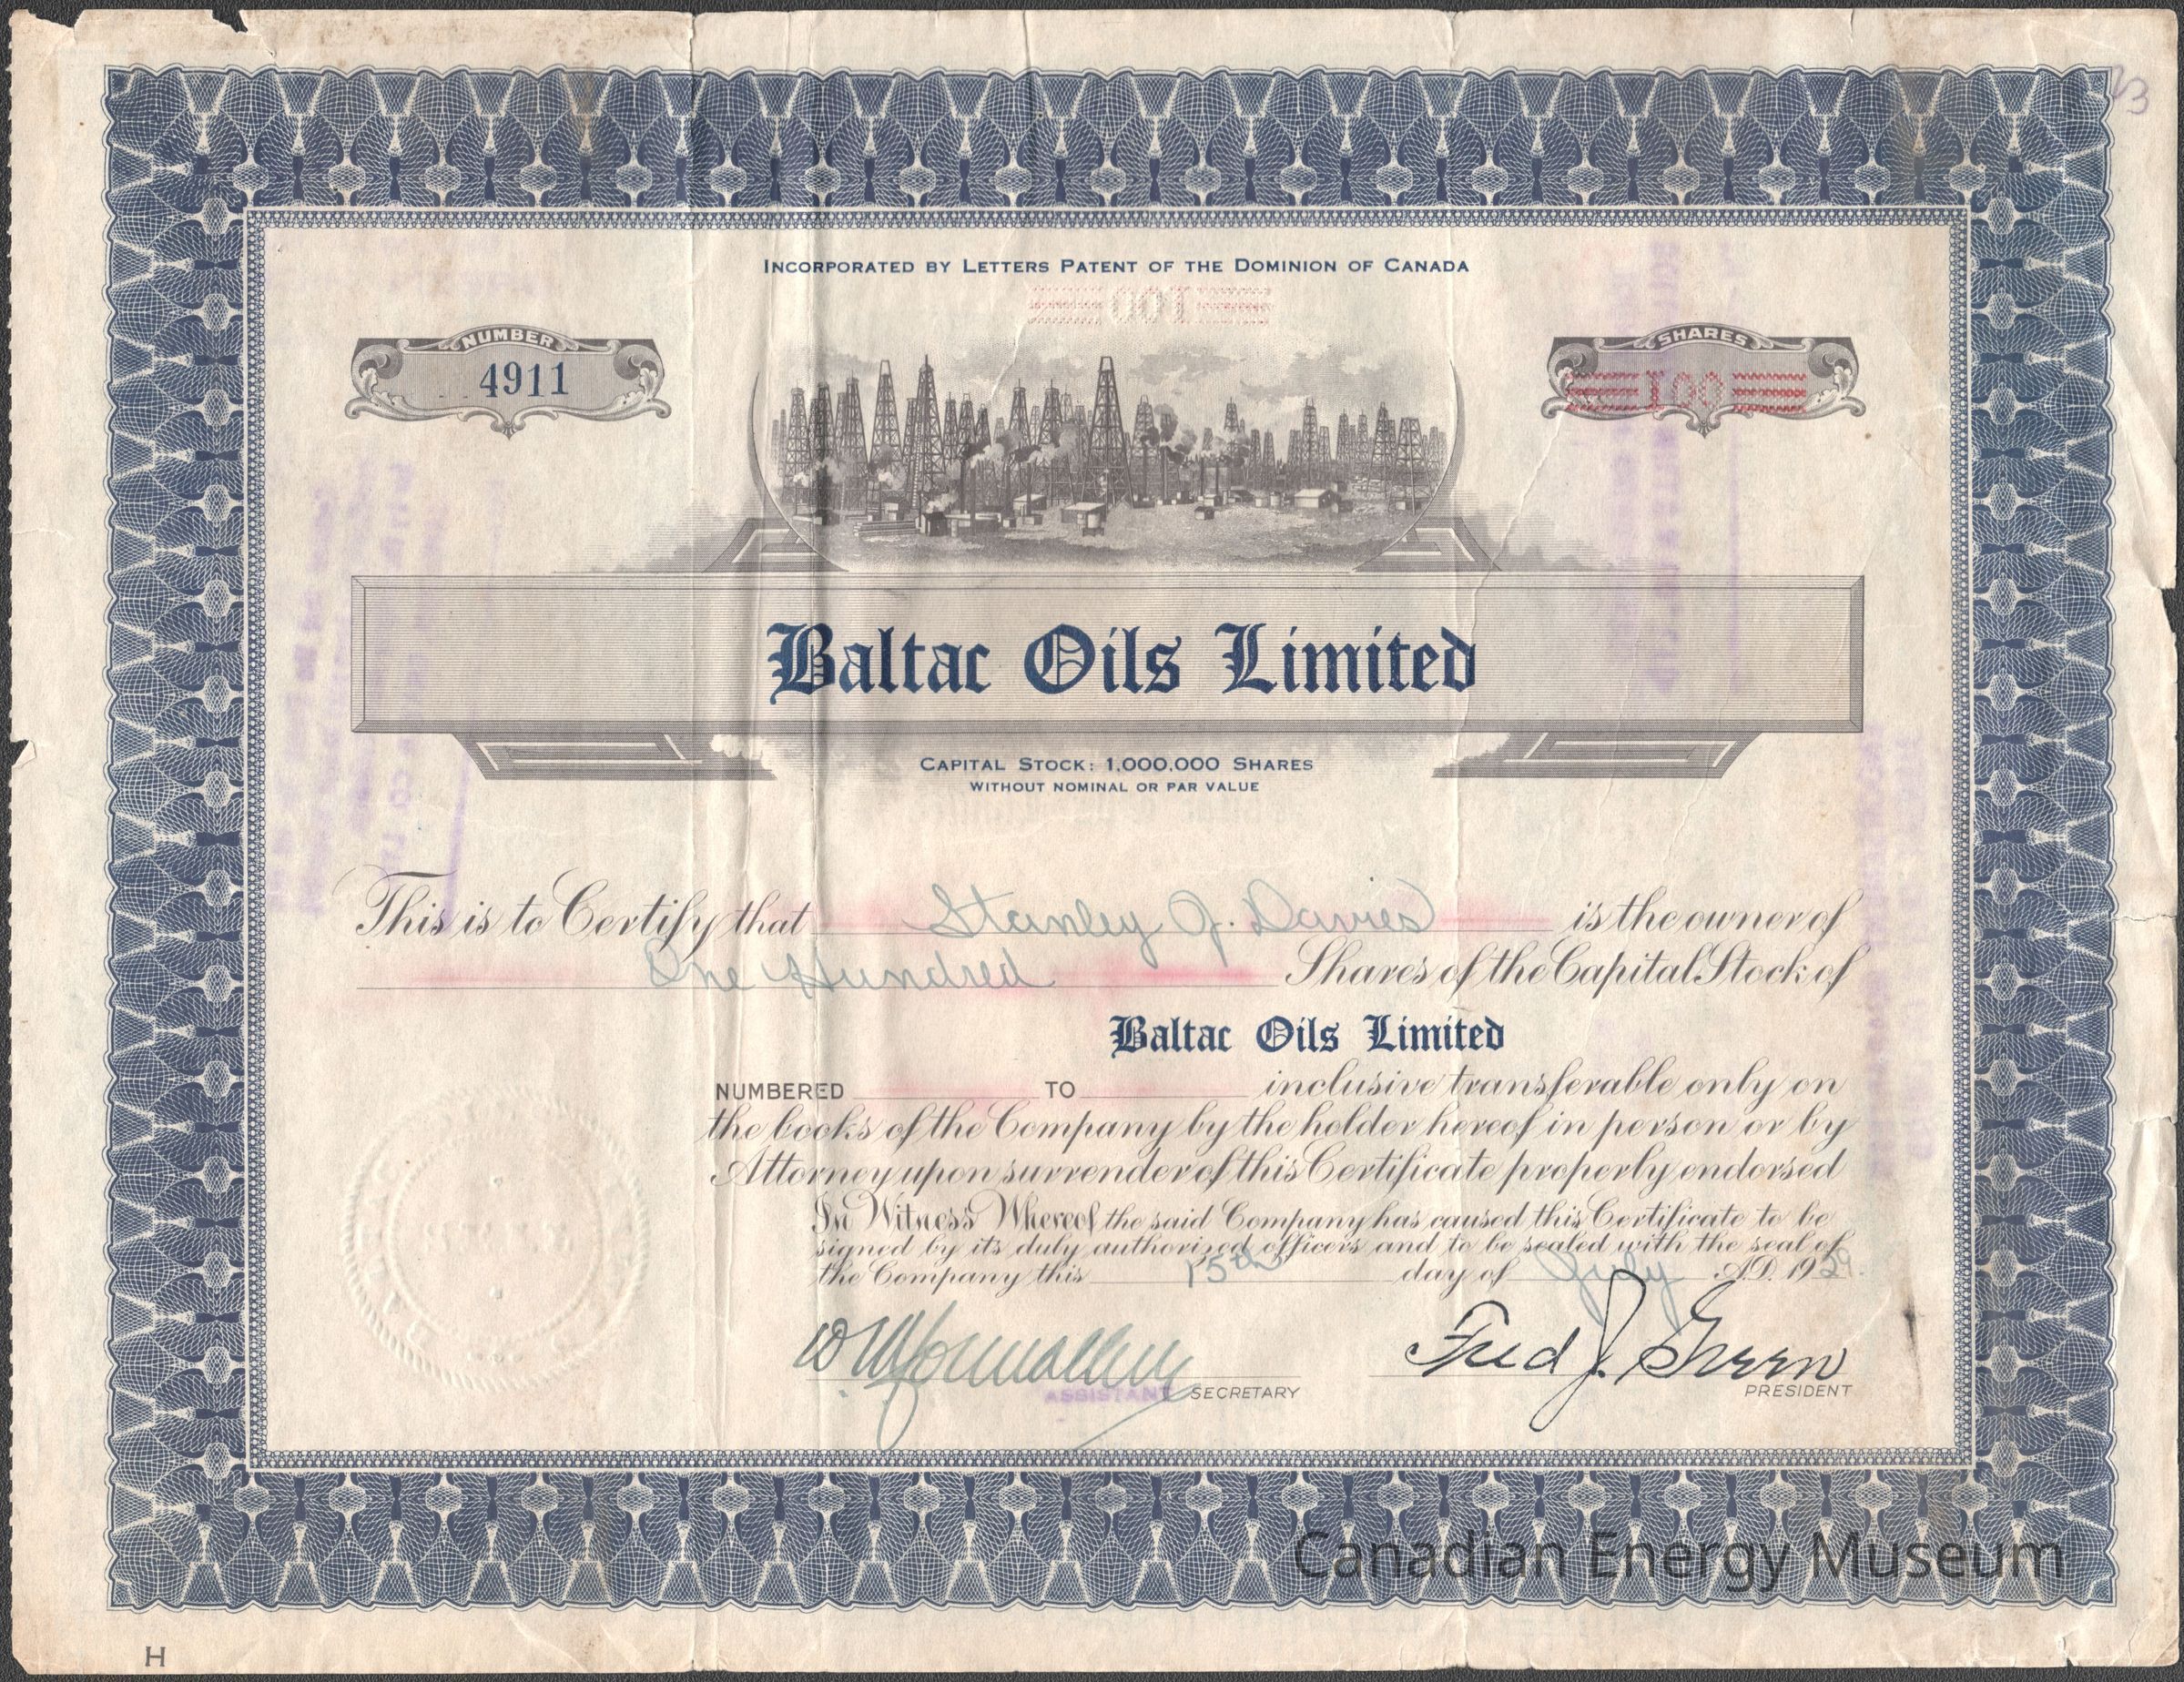 INCORPORATED BY LETTERS PATENT OF THE DOMINION OF CANADA
100
NUMBER
4911
SHARES
100
Baltac Oils Limited
CAPITAL STOCK: 1,000,000 SHARES
WITHOUT NOMINAL OR PAR VALUE
This is to Certify that Stanley J. Davies is the owner of
One Hundred Shares of the Capital Stock of
Baltac Oils Limited
NUMBERED TO inclusive transferable only on
the books of the Company by the holder hereof in person or by
Attorney upon surrender of this Certificate properly endorsed
In Witness Whereof the said Company has caused this Certificate to be
signed by its duly authorized officers and to be sealed with the seal of
the Company this 15th day of July A.D. 1929.
Fred J. Green
ASSISTANT SECRETARY
PRESIDENT
Canadian Energy Museum
H